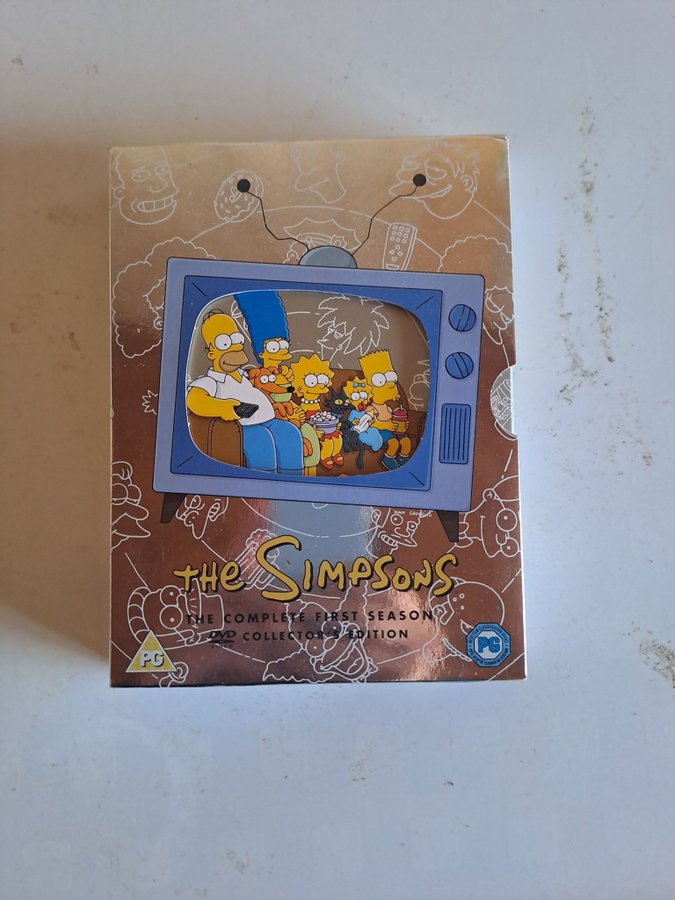 THE SIMPSONS
THE COMPLETE FIRST SEASON
DVD COLLECTOR'S EDITION
PG
PG